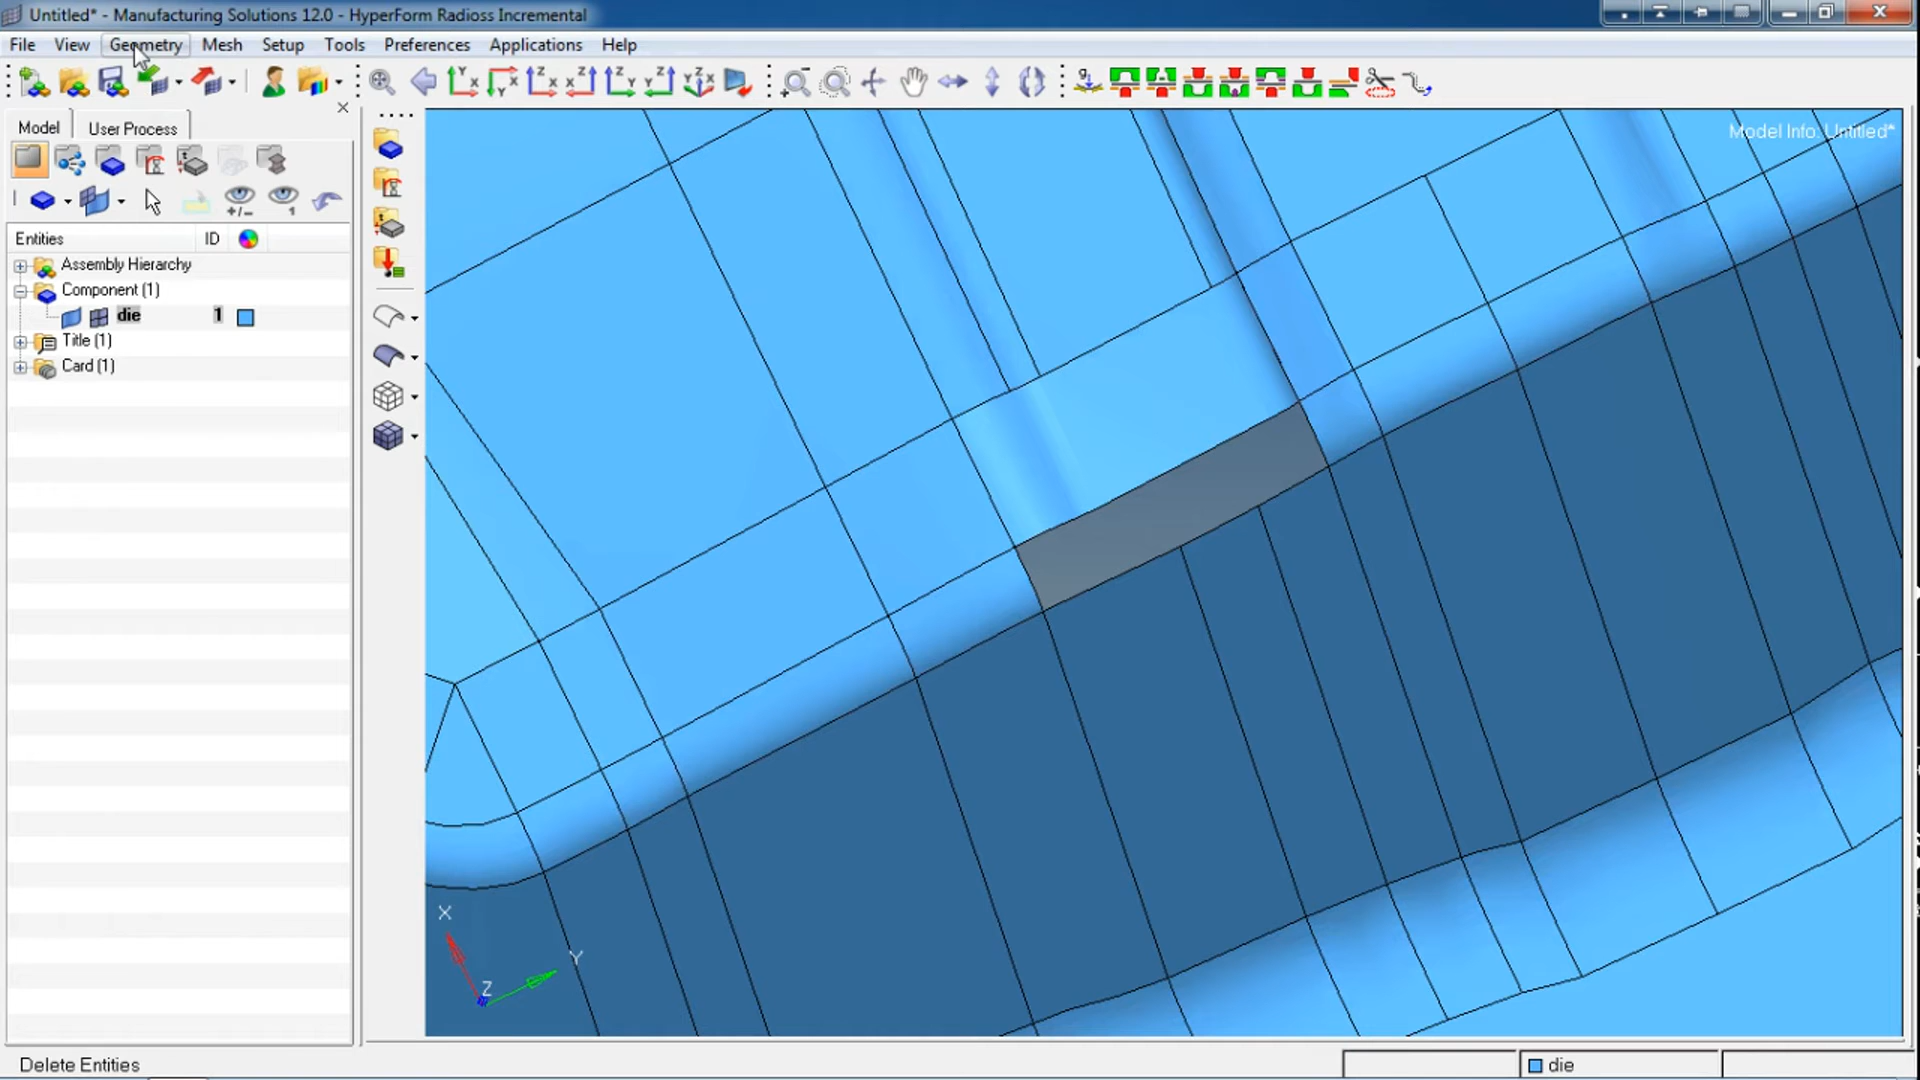 Untitled* - Manufacturing Solutions 12.0 - HyperForm Radioss Incremental
File View Geometry Mesh Setup Tools Preferences Applications Help
Model User Process
Model Info: Untitled*
Entities ID
Assembly Hierarchy
Component (1)
die 1
Title (1)
Card (1)
X
Y
Z
Delete Entities
die